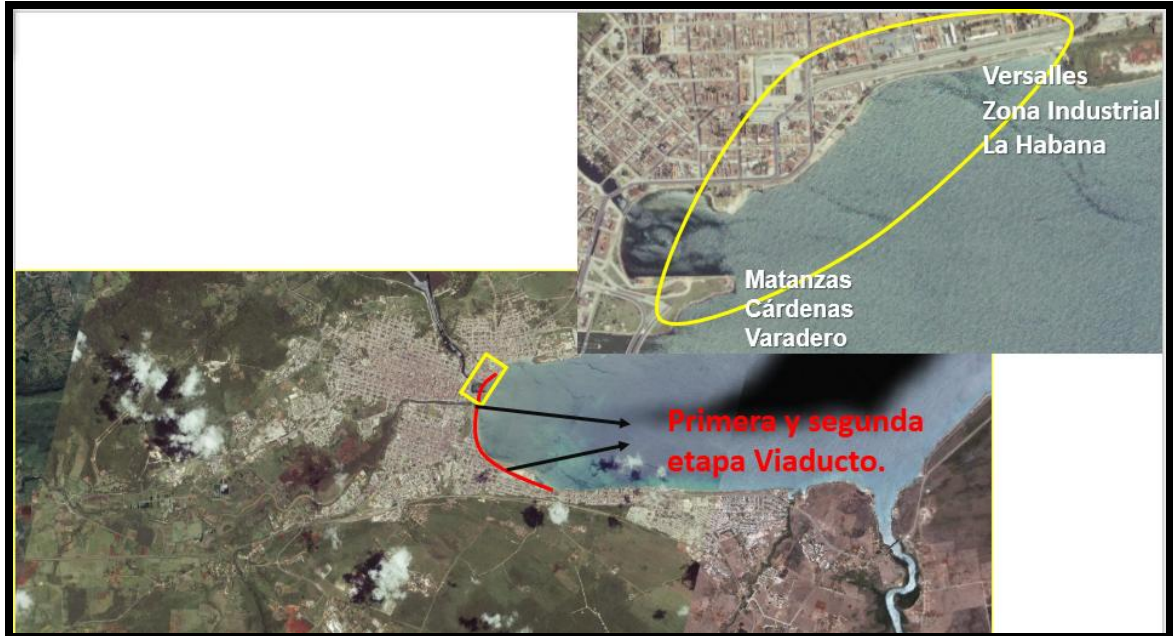 Versalles
Zona Industrial
La Habana
Matanzas
Cárdenas
Varadero
Primera y segunda
etapa Viaducto.